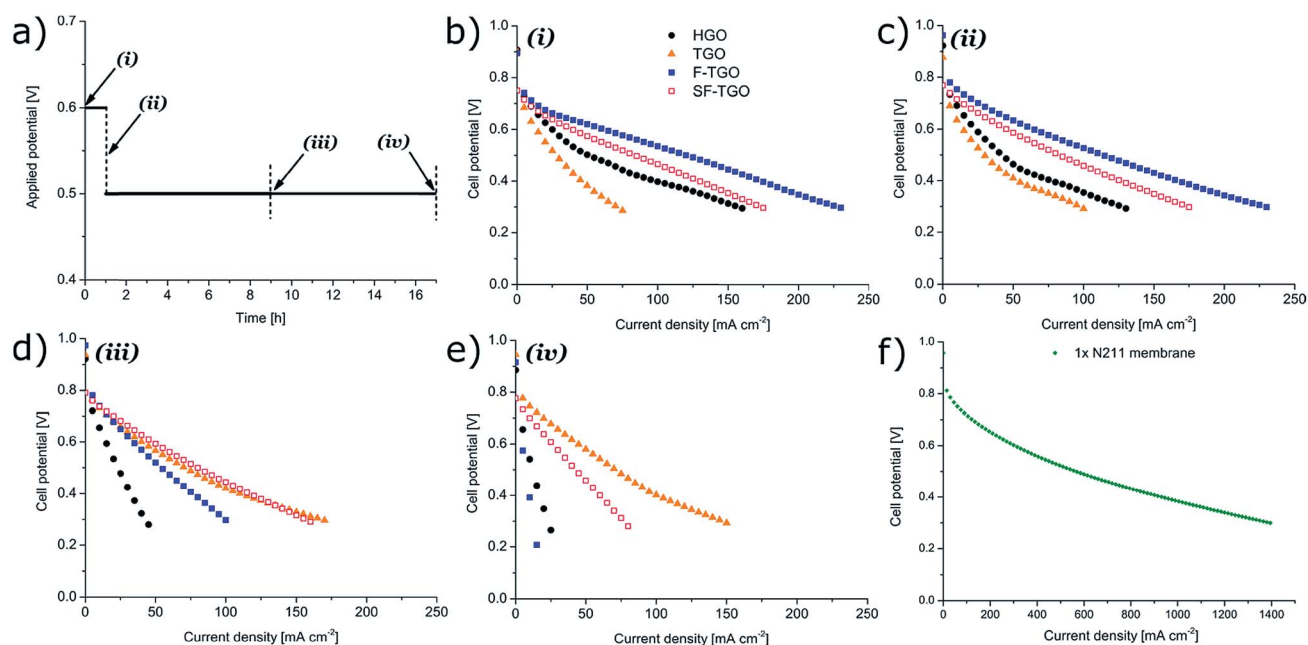 a)
0.7
0.6
0.5
0.4
Applied potential [V]
(i)
(ii)
(iii)
(iv)
0 2 4 6 8 10 12 14 16
Time [h]
b)
(i)
HGO
TGO
F-TGO
SF-TGO
1.0
0.8
0.6
0.4
0.2
0.0
Cell potential [V]
0 50 100 150 200 250
Current density [mA cm⁻²]
c)
(ii)
1.0
0.8
0.6
0.4
0.2
0.0
Cell potential [V]
0 50 100 150 200 250
Current density [mA cm⁻²]
d)
(iii)
1.0
0.8
0.6
0.4
0.2
0.0
Cell potential [V]
0 50 100 150 200 250
Current density [mA cm⁻²]
e)
(iv)
1.0
0.8
0.6
0.4
0.2
0.0
Cell potential [V]
0 50 100 150 200 250
Current density [mA cm⁻²]
f)
1x N211 membrane
1.0
0.8
0.6
0.4
0.2
0.0
Cell potential [V]
0 200 400 600 800 1000 1200 1400
Current density [mA cm⁻²]